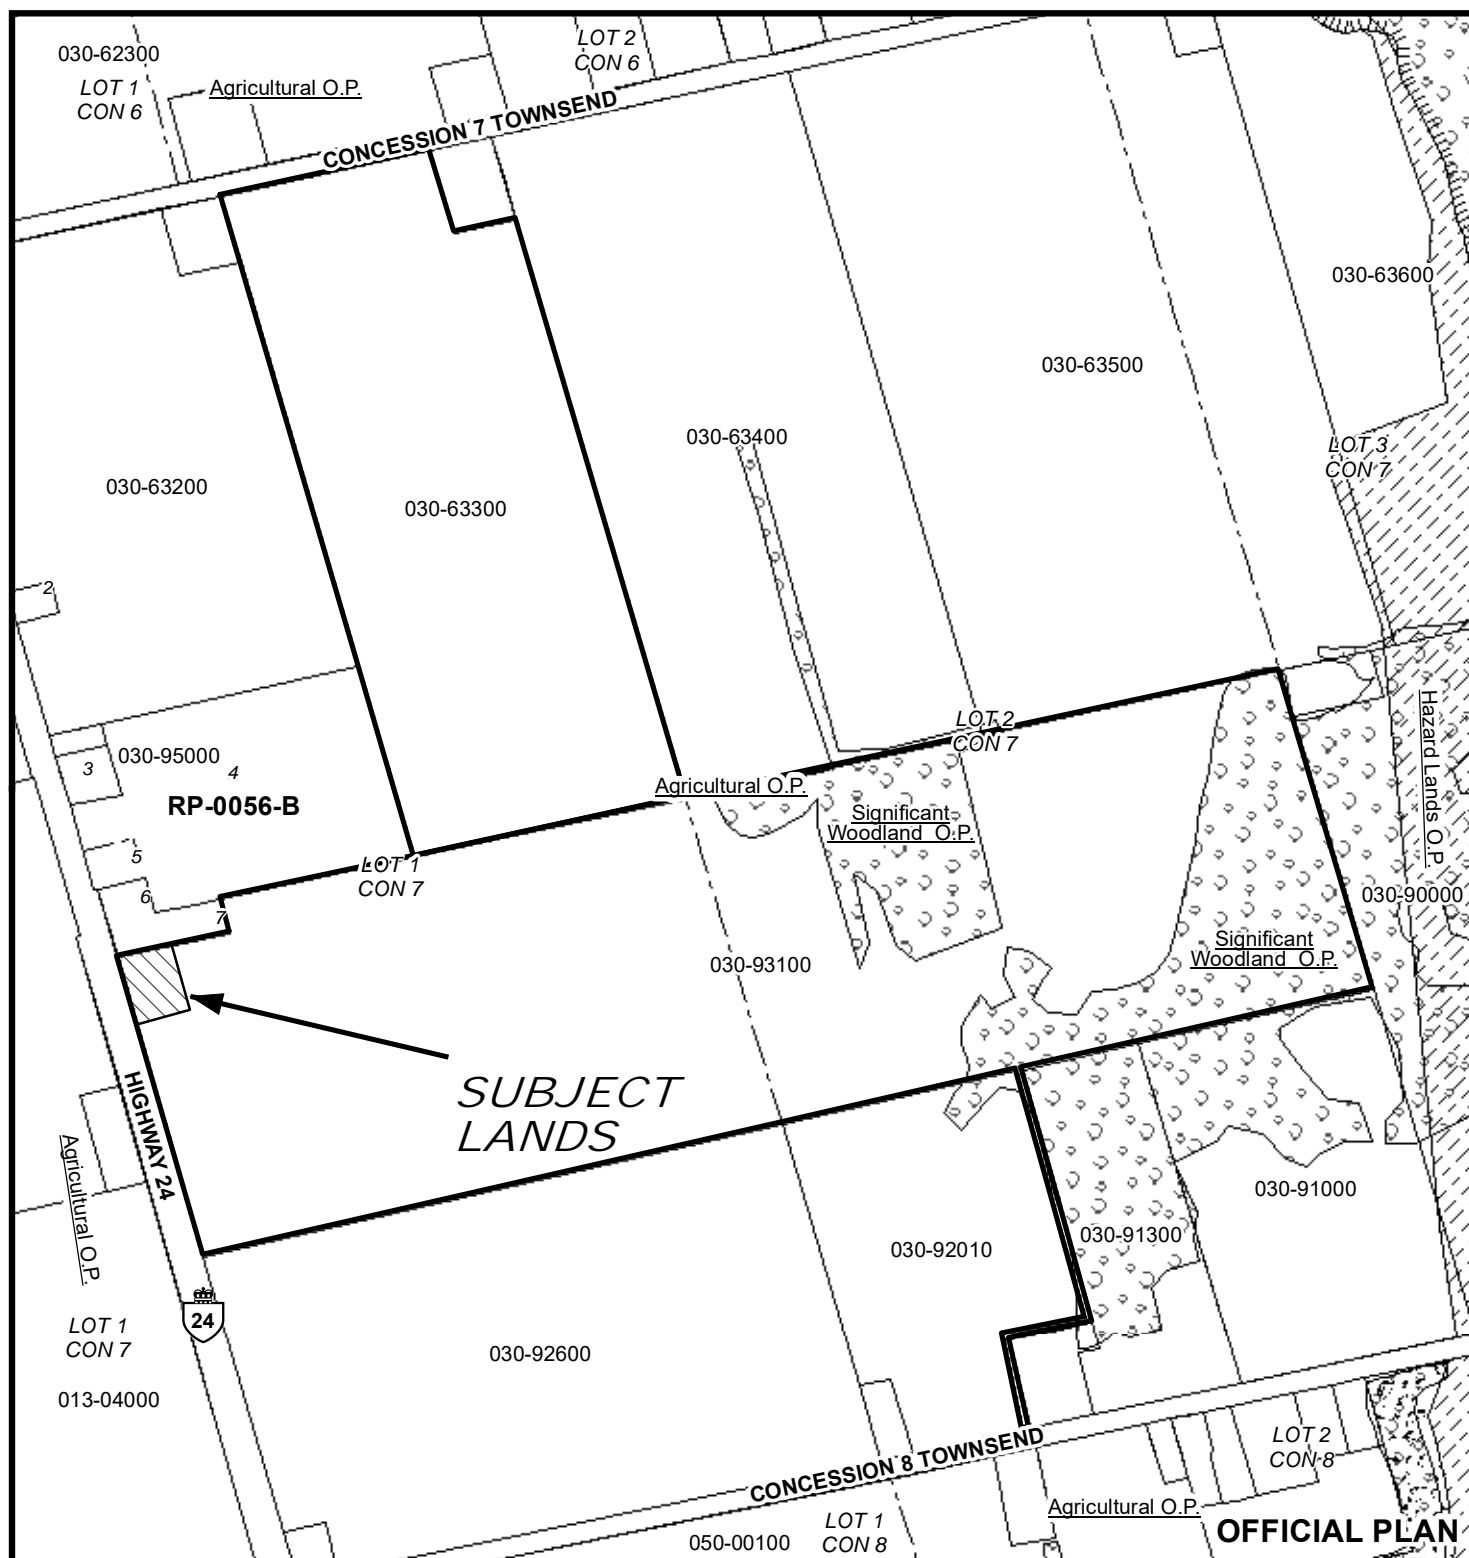 030-62300
LOT 1
CON 6
Agricultural O.P.
LOT 2
CON 6
CONCESSION 7 TOWNSEND
030-63600
030-63500
030-63400
LOT 3
CON 7
030-63200
030-63300
2
LOT 2
CON 7
Hazard Lands O.P.
3
030-95000
4
RP-0056-B
Agricultural O.P.
Significant
Woodland O.P.
5
6
7
LOT 1
CON 7
030-90000
Significant
Woodland O.P.
030-93100
SUBJECT
LANDS
HIGHWAY 24
Agricultural O.P.
030-91000
030-91300
030-92010
24
LOT 1
CON 7
030-92600
013-04000
CONCESSION 8 TOWNSEND
LOT 2
CON 8
Agricultural O.P.
LOT 1
CON 8
050-00100
OFFICIAL PLAN